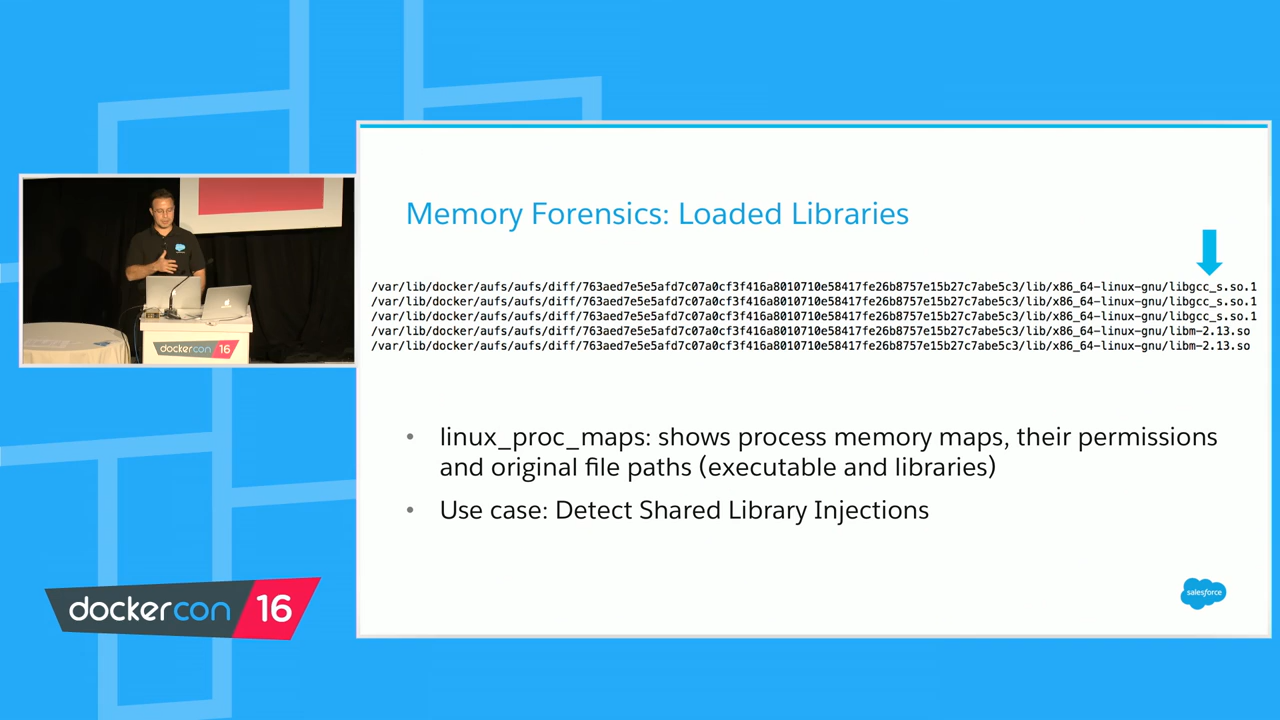 Memory Forensics: Loaded Libraries
/var/lib/docker/aufs/aufs/diff/763aed7e5e5afd7c07a0cf3f416a8010710e58417fe26b8757e15b27c7abe5c3/lib/x86_64-linux-gnu/libgcc_s.so.1
/var/lib/docker/aufs/aufs/diff/763aed7e5e5afd7c07a0cf3f416a8010710e58417fe26b8757e15b27c7abe5c3/lib/x86_64-linux-gnu/libgcc_s.so.1
/var/lib/docker/aufs/aufs/diff/763aed7e5e5afd7c07a0cf3f416a8010710e58417fe26b8757e15b27c7abe5c3/lib/x86_64-linux-gnu/libgcc_s.so.1
/var/lib/docker/aufs/aufs/diff/763aed7e5e5afd7c07a0cf3f416a8010710e58417fe26b8757e15b27c7abe5c3/lib/x86_64-linux-gnu/libm-2.13.so
/var/lib/docker/aufs/aufs/diff/763aed7e5e5afd7c07a0cf3f416a8010710e58417fe26b8757e15b27c7abe5c3/lib/x86_64-linux-gnu/libm-2.13.so
• linux_proc_maps: shows process memory maps, their permissions
and original file paths (executable and libraries)
• Use case: Detect Shared Library Injections
salesforce
dockercon 16
dockercon 16